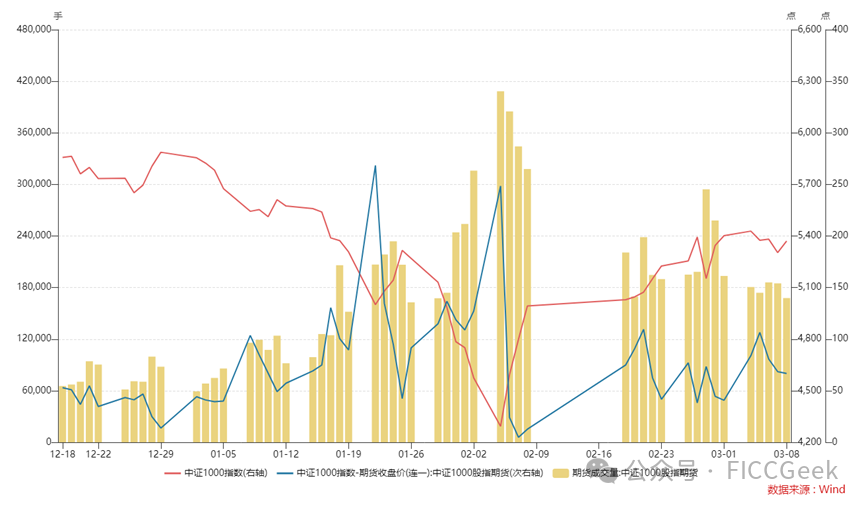 手 点 点
480,000 6,600 400
420,000 6,300 350
360,000 6,000 300
300,000 5,700 250
240,000 5,400 200
180,000 5,100 150
120,000 4,800 100
60,000 4,500 50
0 4,200 0
12-18 12-22 12-29 01-05 01-12 01-19 01-26 02-02 02-09 02-16 02-23 03-01 03-08
中证1000指数(右轴) 中证1000指数-期货收盘价(连一):中证1000股指期货(次右轴) 期货成交量:中证1000股指期货
公众号 · FICCGeek
数据来源：Wind